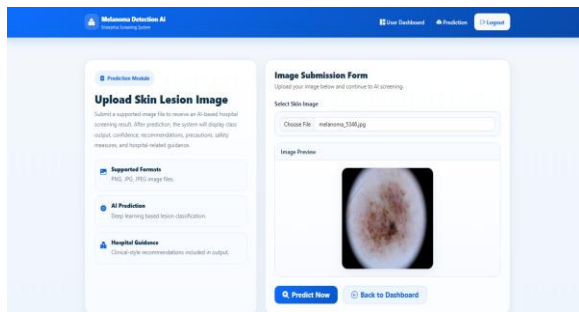 Melanoma Detection AI
Enterprise Screening System
User Dashboard
Prediction
Logout
Prediction Module
Upload Skin Lesion Image
Submit a supported image file to receive an AI-based hospital
screening result. After prediction, the system will display class
output, confidence, recommendations, precautions, safety
measures, and hospital-related guidance.
Supported Formats
PNG, JPG, JPEG image files.
AI Prediction
Deep learning based lesion classification.
Hospital Guidance
Clinical-style recommendations included in output.
Image Submission Form
Upload your image below and continue to AI screening.
Select Skin Image
Choose File melanoma_5346.jpg
Image Preview
Predict Now
Back to Dashboard